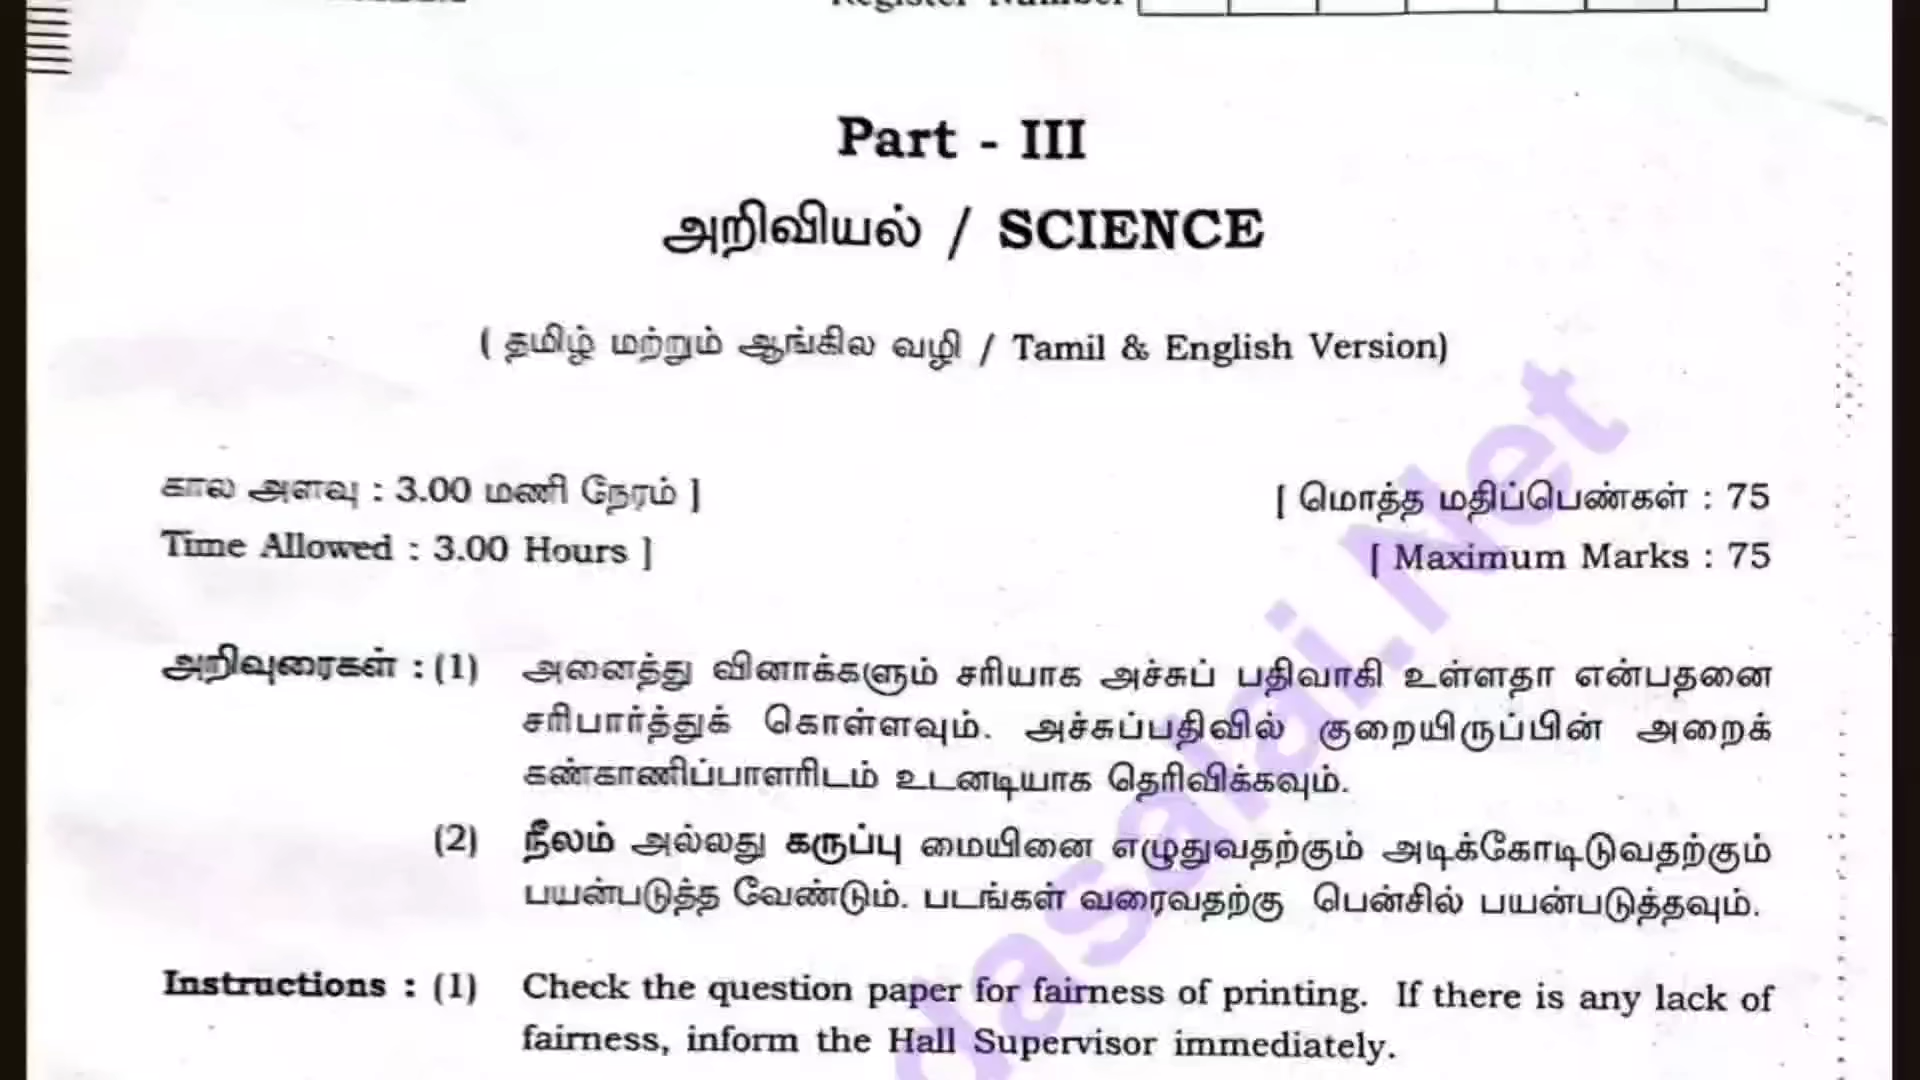 Register Number
Part - III
அறிவியல் / SCIENCE
( தமிழ் மற்றும் ஆங்கில வழி / Tamil & English Version)
கால அளவு : 3.00 மணி நேரம் ]
[ மொத்த மதிப்பெண்கள் : 75
Time Allowed : 3.00 Hours ]
[ Maximum Marks : 75
அறிவுரைகள் : (1) அனைத்து வினாக்களும் சரியாக அச்சுப் பதிவாகி உள்ளதா என்பதனை
சரிபார்த்துக் கொள்ளவும். அச்சுப்பதிவில் குறையிருப்பின் அறைக்
கண்காணிப்பாளரிடம் உடனடியாக தெரிவிக்கவும்.
(2) நீலம் அல்லது கருப்பு மையினை எழுதுவதற்கும் அடிக்கோடிடுவதற்கும்
பயன்படுத்த வேண்டும். படங்கள் வரைவதற்கு பென்சில் பயன்படுத்தவும்.
Instructions : (1) Check the question paper for fairness of printing. If there is any lack of
fairness, inform the Hall Supervisor immediately.
dasalai.Net